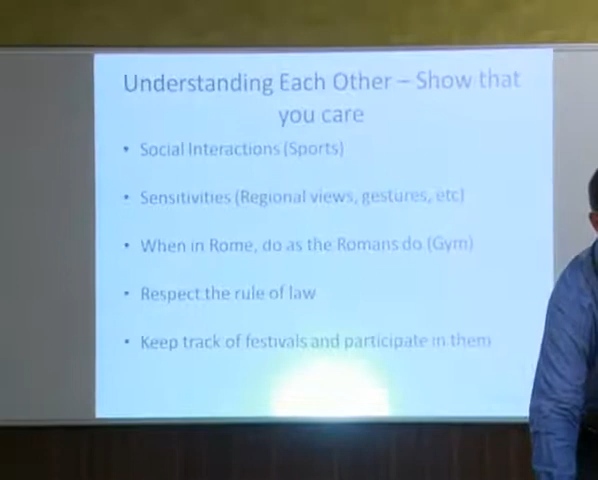 Understanding Each Other – Show that
you care
• Social Interactions (Sports)
• Sensitivities (Regional views, gestures, etc)
• When in Rome, do as the Romans do (Gym)
• Respect the rule of law
• Keep track of festivals and participate in them